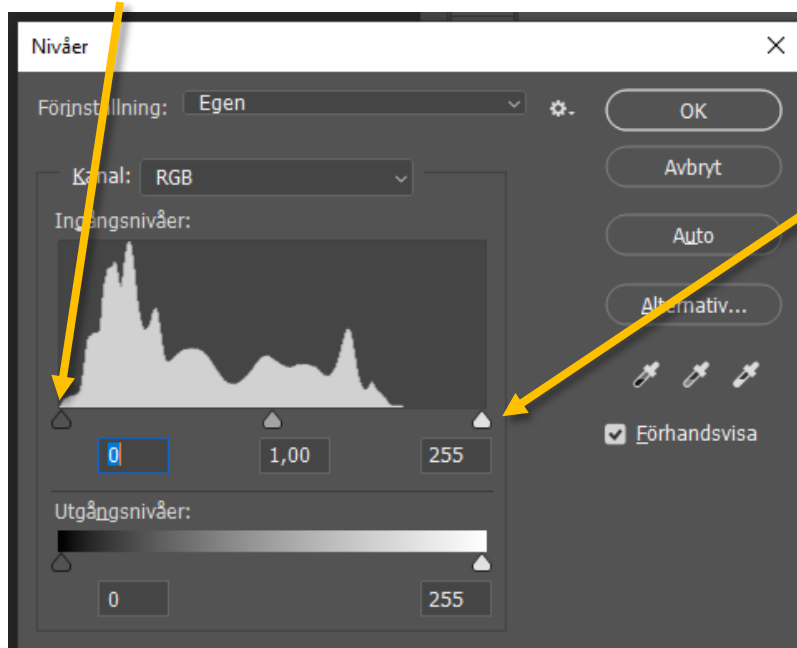 Nivåer
Förinställning: Egen
OK
Kanal: RGB
Avbryt
Ingångsnivåer:
Auto
Alternativ...
Förhandsvisa
0 1,00 255
Utgångsnivåer:
0 255